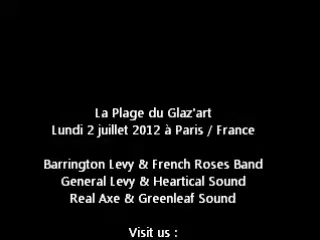 La Plage du Glaz'art
Lundi 2 juillet 2012 à Paris / France
Barrington Levy & French Roses Band
General Levy & Heartical Sound
Real Axe & Greenleaf Sound
Visit us :